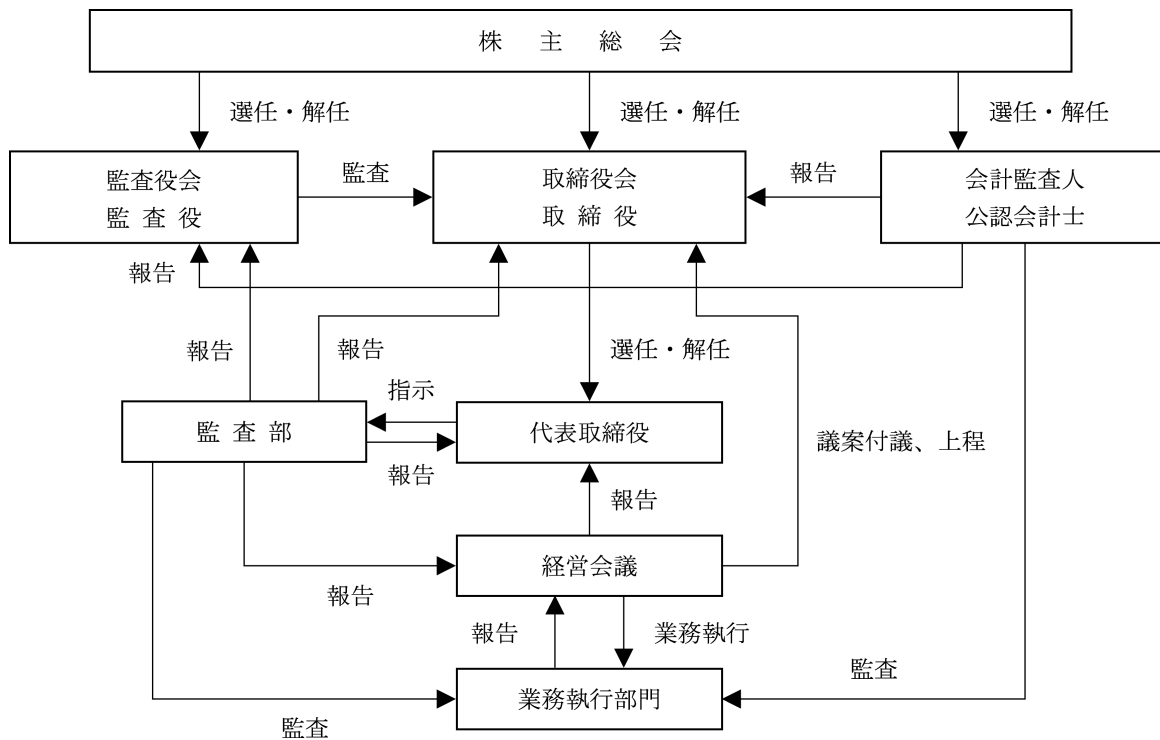 株 主 総 会
選任・解任
選任・解任
選任・解任
監査役会
監 査 役
監査
取締役会
取 締 役
報告
会計監査人
公認会計士
報告
報告
報告
選任・解任
指示
監 査 部
代表取締役
報告
議案付議、上程
報告
経営会議
報告
報告
業務執行
業務執行部門
監査
監査